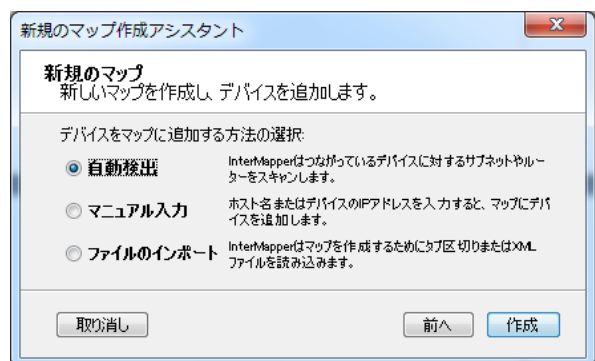 新規のマップ作成アシスタント
新規のマップ
新しいマップを作成し、デバイスを追加します。
デバイスをマップに追加する方法の選択:
自動検出
InterMapperはつながっているデバイスに対するサブネットやルー
ターをスキャンします。
マニュアル入力
ホスト名またはデバイスのIPアドレスを入力すると、マップにデバ
イスを追加します。
ファイルのインポート
InterMapperはマップを作成するためにタブ区切りまたはXML
ファイルを読み込みます。
取り消し
前へ
作成